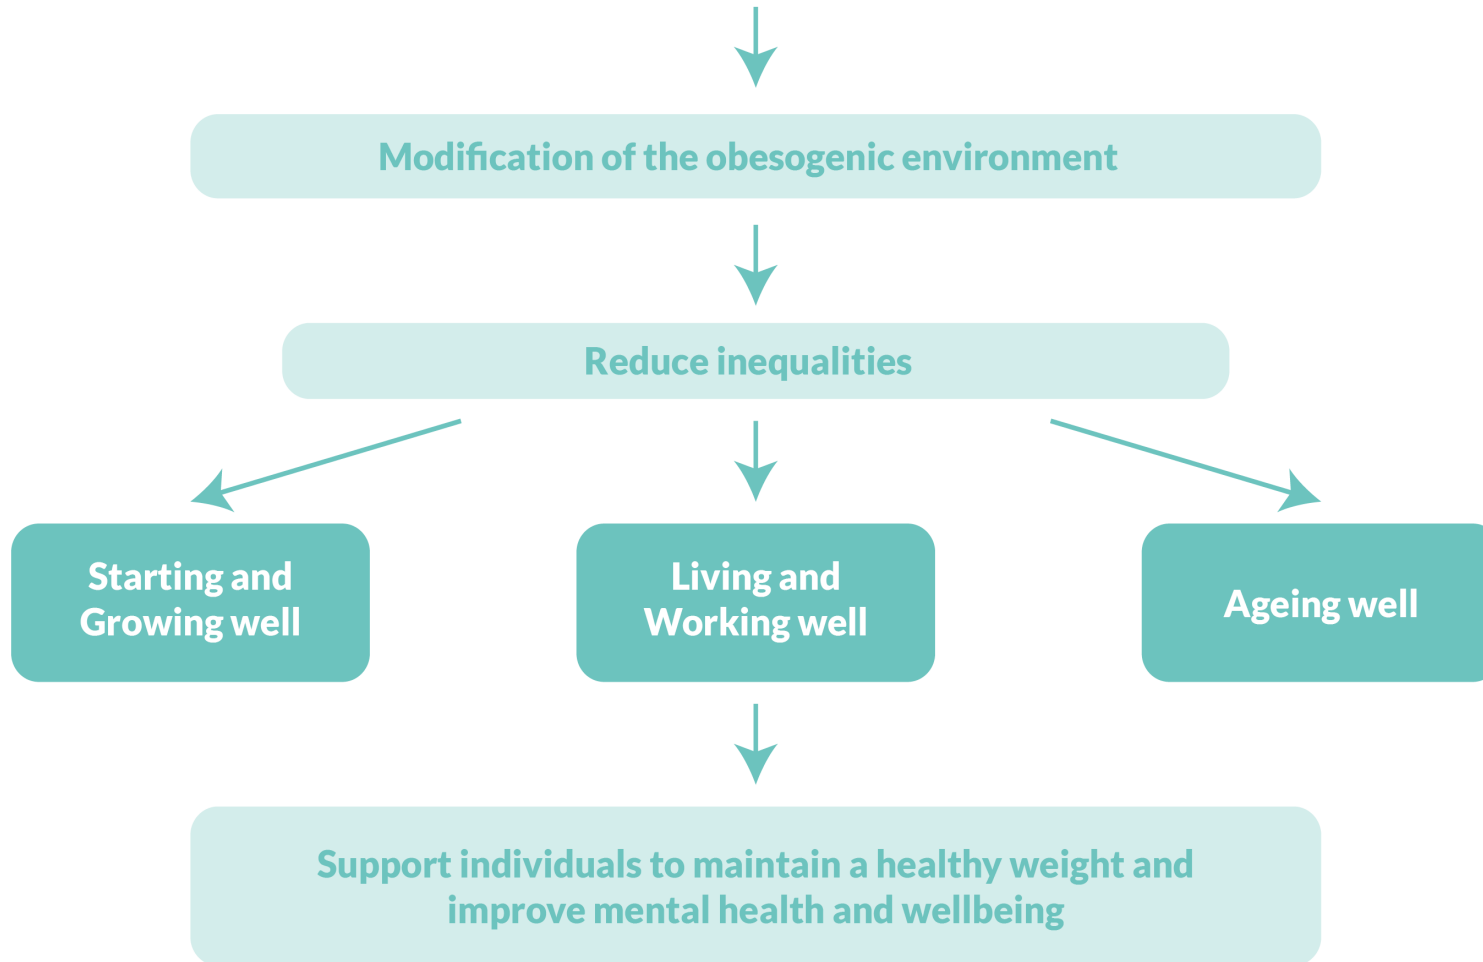 Modification of the obesogenic environment
Reduce inequalities
Starting and
Growing well
Living and
Working well
Ageing well
Support individuals to maintain a healthy weight and
improve mental health and wellbeing